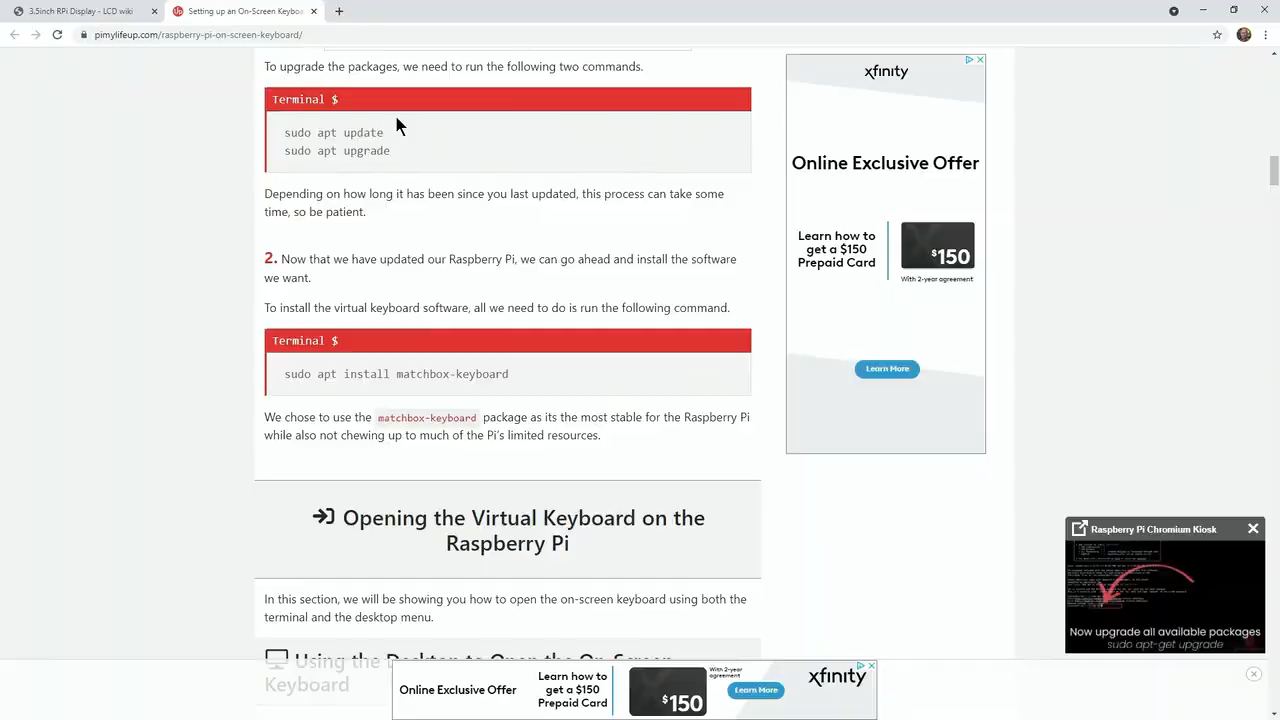 3.5inch RPi Display - LCD wiki
Setting up an On-Screen Keybo
pimylifeup.com/raspberry-pi-on-screen-keyboard/
To upgrade the packages, we need to run the following two commands.
Terminal $
sudo apt update
sudo apt upgrade
Depending on how long it has been since you last updated, this process can take some
time, so be patient.
2. Now that we have updated our Raspberry Pi, we can go ahead and install the software
we want.
To install the virtual keyboard software, all we need to do is run the following command.
Terminal $
sudo apt install matchbox-keyboard
We chose to use the matchbox-keyboard package as its the most stable for the Raspberry Pi
while also not chewing up to much of the Pi's limited resources.
Opening the Virtual Keyboard on the
Raspberry Pi
In this section, we will show you how to open the on-screen keyboard using both the
terminal and the desktop menu.
Using the Desktop to open the On-Screen
Keyboard
xfinity
Online Exclusive Offer
Learn how to
get a $150
Prepaid Card
$150
With 2-year agreement
Learn More
Raspberry Pi Chromium Kiosk
Now upgrade all available packages
sudo apt-get upgrade
Online Exclusive Offer
Learn how to
get a $150
Prepaid Card
$150
With 2-year
agreement
Learn More
xfinity